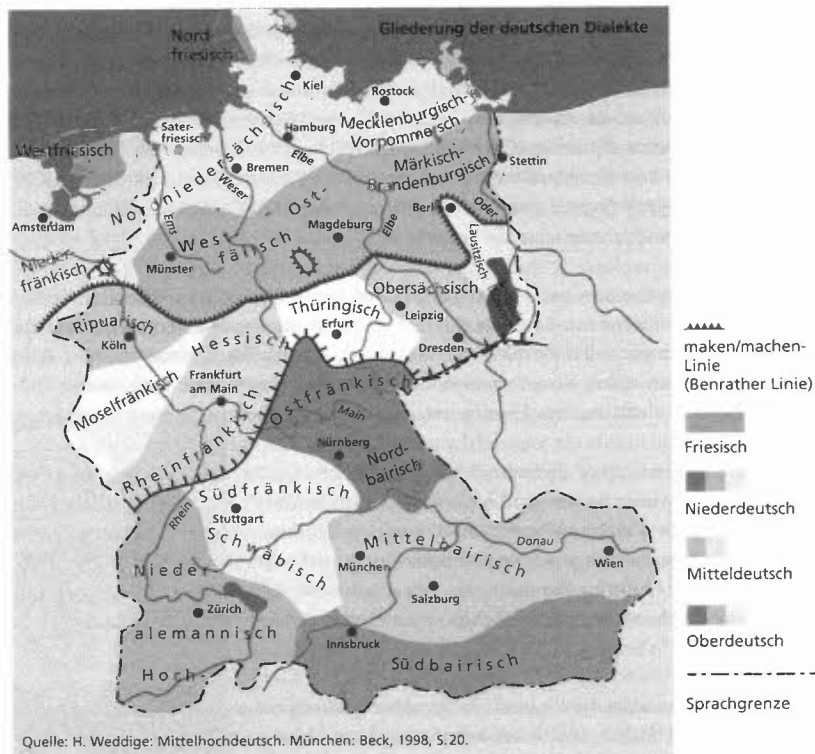 Gliederung der deutschen Dialekte
Nord-
friesisch
Kiel
Rostock
Mecklenburgisch-
Vorpommersch
Hamburg
Elbe
Sater-
friesisch
Westfriesisch
Nordniedersächsisch
Bremen
Weser
Ems
Märkisch-
Brandenburgisch
Stettin
Oder
Amsterdam
Nieder-
fränkisch
West-
fälisch
Ost-
Münster
Magdeburg
Elbe
Berl
Lausitzisch
Ripuarisch
Köln
Hessisch
Thüringisch
Erfurt
Obersächsisch
Leipzig
Dresden
Moselfränkisch
Frankfurt
am Main
Rheinfränkisch
Ostfränkisch
Main
Nürnberg
Nord-
bairisch
Südfränkisch
Stuttgart
Rhein
Schwäbisch
Mittelbairisch
Donau
Wien
München
Salzburg
Nieder-
Zürich
alemannisch
Hoch-
Innsbruck
Südbairisch
maken/machen-
Linie
(Benrather Linie)
Friesisch
Niederdeutsch
Mitteldeutsch
Oberdeutsch
Sprachgrenze
Quelle: H. Weddige: Mittelhochdeutsch. München: Beck, 1998, S.20.